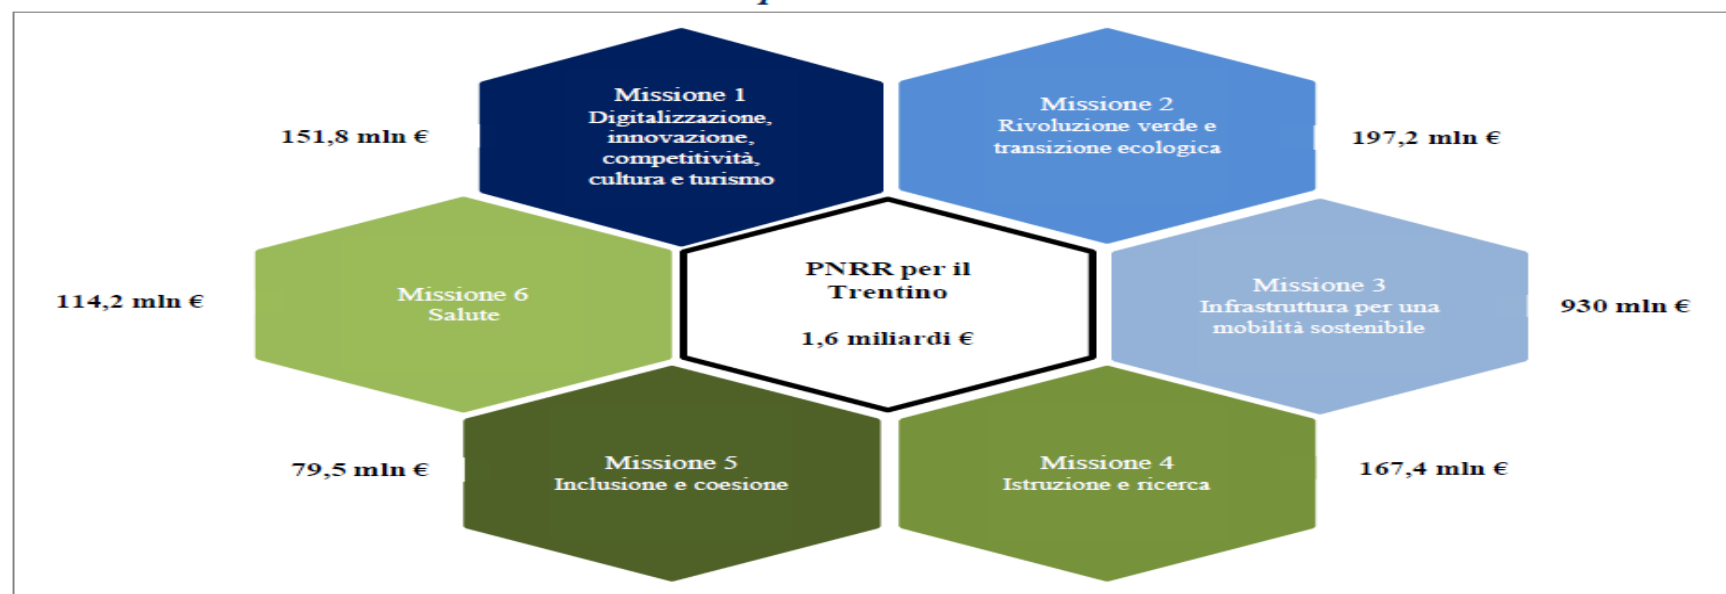 Missione 1
Digitalizzazione,
innovazione,
competitività,
cultura e turismo
151,8 mln €
Missione 2
Rivoluzione verde e
transizione ecologica
197,2 mln €
Missione 6
Salute
114,2 mln €
PNRR per il
Trentino
1,6 miliardi €
Missione 3
Infrastruttura per una
mobilità sostenibile
930 mln €
Missione 5
Inclusione e coesione
79,5 mln €
Missione 4
Istruzione e ricerca
167,4 mln €